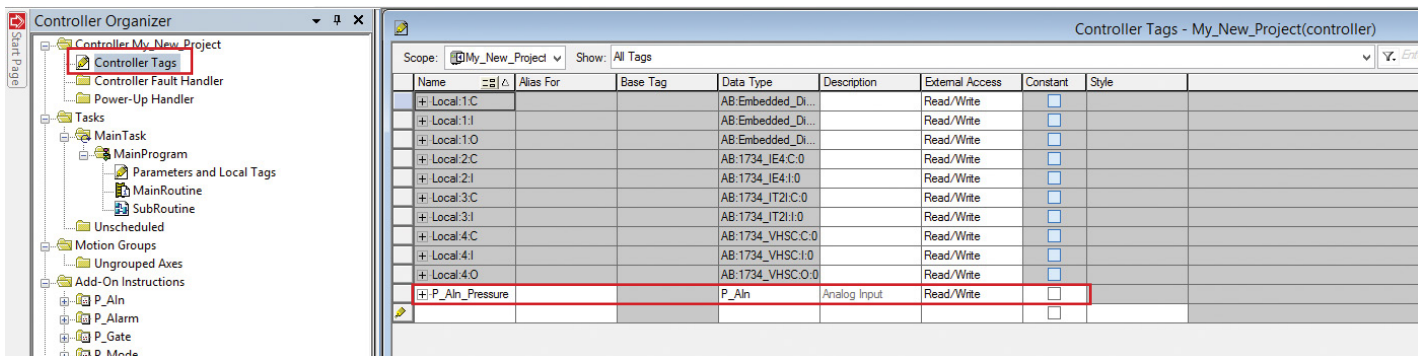 Start Page
Controller Organizer
Controller My_New_Project
Controller Tags
Controller Fault Handler
Power-Up Handler
Tasks
MainTask
MainProgram
Parameters and Local Tags
MainRoutine
SubRoutine
Unscheduled
Motion Groups
Ungrouped Axes
Add-On Instructions
P_AIn
P_Alarm
P_Gate
P_Mode
Controller Tags - My_New_Project(controller)
Scope: My_New_Project Show: All Tags
Name Alias For Base Tag Data Type Description External Access Constant Style
Local:1:C AB:Embedded_Di... Read/Write
Local:1:I AB:Embedded_Di... Read/Write
Local:1:O AB:Embedded_Di... Read/Write
Local:2:C AB:1734_IE4:C:0 Read/Write
Local:2:I AB:1734_IE4:I:0 Read/Write
Local:3:C AB:1734_IT2I:C:0 Read/Write
Local:3:I AB:1734_IT2I:I:0 Read/Write
Local:4:C AB:1734_VHSC:C:0 Read/Write
Local:4:I AB:1734_VHSC:I:0 Read/Write
Local:4:O AB:1734_VHSC:O:0 Read/Write
P_AIn_Pressure P_AIn Analog Input Read/Write